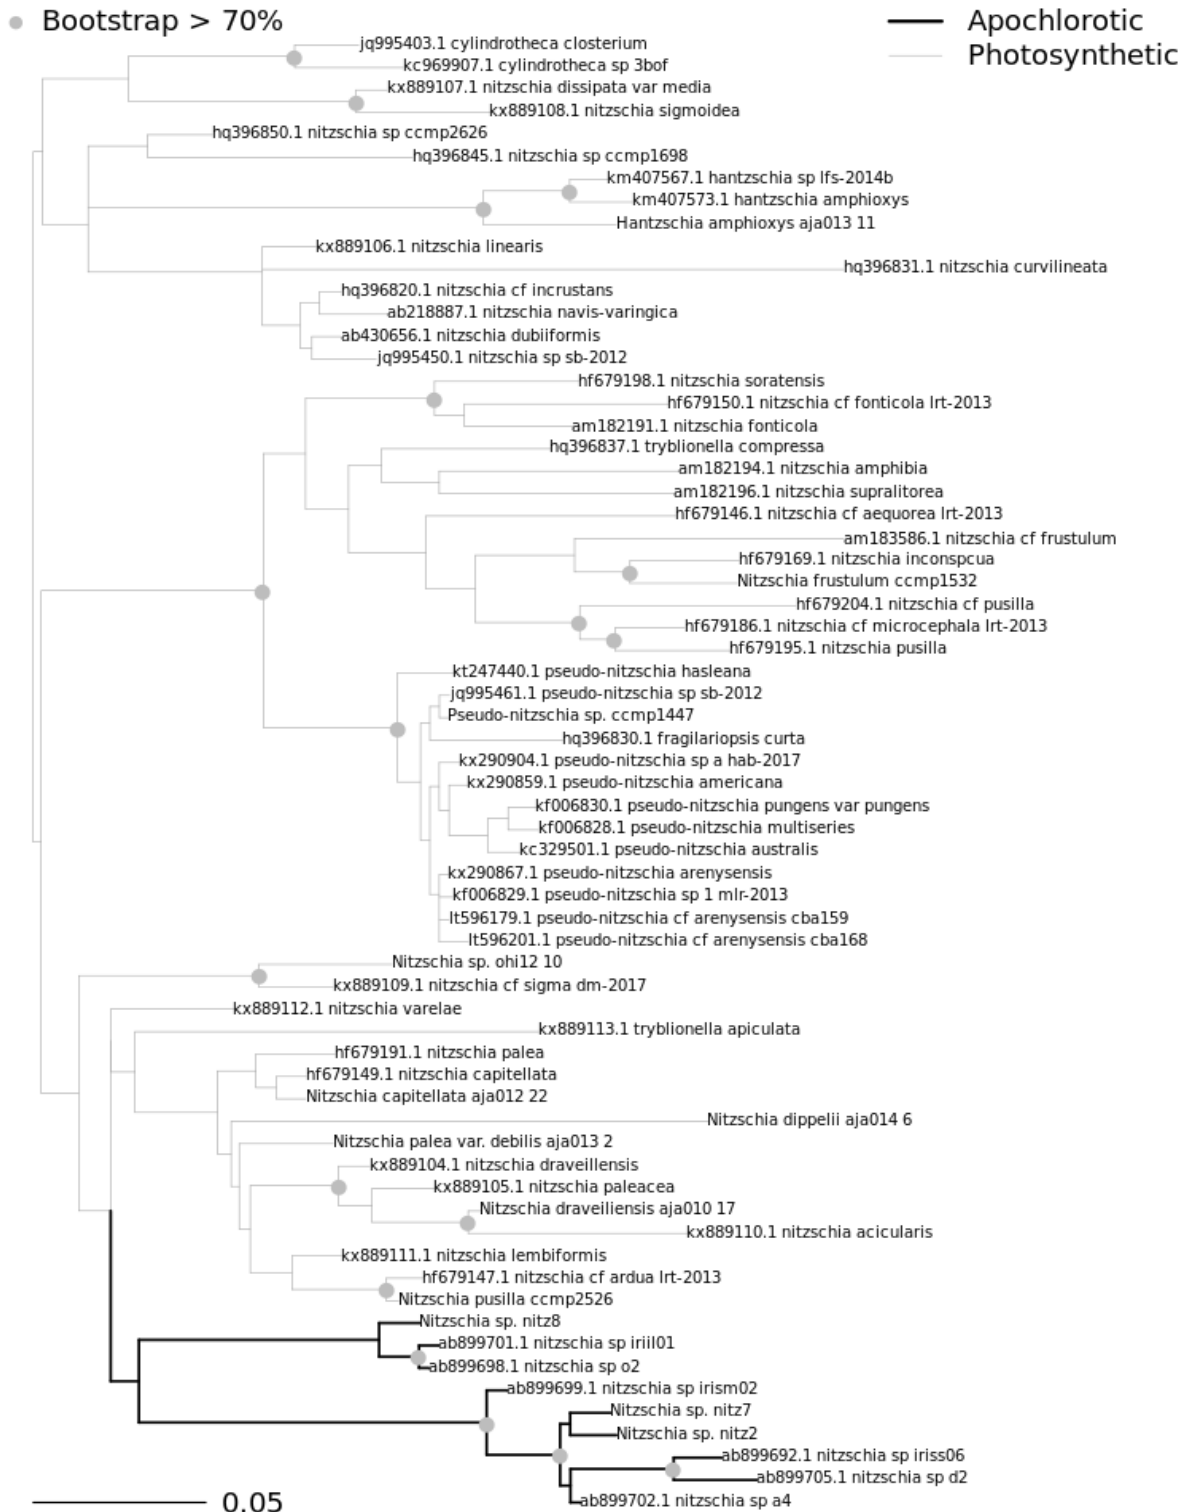 Bootstrap > 70%
Apochlorotic
Photosynthetic
jq995403.1 cylindrotheca closterium
kc969907.1 cylindrotheca sp 3bof
kx889107.1 nitzschia dissipata var media
kx889108.1 nitzschia sigmoidea
hq396850.1 nitzschia sp ccmp2626
hq396845.1 nitzschia sp ccmp1698
km407567.1 hantzschia sp lfs-2014b
km407573.1 hantzschia amphioxys
Hantzschia amphioxys aja013 11
kx889106.1 nitzschia linearis
hq396831.1 nitzschia curvilineata
hq396820.1 nitzschia cf incrustans
ab218887.1 nitzschia navis-varingica
ab430656.1 nitzschia dubiiformis
jq995450.1 nitzschia sp sb-2012
hf679198.1 nitzschia soratensis
hf679150.1 nitzschia cf fonticola lrt-2013
am182191.1 nitzschia fonticola
hq396837.1 tryblionella compressa
am182194.1 nitzschia amphibia
am182196.1 nitzschia supralitorea
hf679146.1 nitzschia cf aequorea lrt-2013
am183586.1 nitzschia cf frustulum
hf679169.1 nitzschia inconspcua
Nitzschia frustulum ccmp1532
hf679204.1 nitzschia cf pusilla
hf679186.1 nitzschia cf microcephala lrt-2013
hf679195.1 nitzschia pusilla
kt247440.1 pseudo-nitzschia hasleana
jq995461.1 pseudo-nitzschia sp sb-2012
Pseudo-nitzschia sp. ccmp1447
hq396830.1 fragilariopsis curta
kx290904.1 pseudo-nitzschia sp a hab-2017
kx290859.1 pseudo-nitzschia americana
kf006830.1 pseudo-nitzschia pungens var pungens
kf006828.1 pseudo-nitzschia multiseries
kc329501.1 pseudo-nitzschia australis
kx290867.1 pseudo-nitzschia arenysensis
kf006829.1 pseudo-nitzschia sp 1 mlr-2013
lt596179.1 pseudo-nitzschia cf arenysensis cba159
lt596201.1 pseudo-nitzschia cf arenysensis cba168
Nitzschia sp. ohi12 10
kx889109.1 nitzschia cf sigma dm-2017
kx889112.1 nitzschia varelae
kx889113.1 tryblionella apiculata
hf679191.1 nitzschia palea
hf679149.1 nitzschia capitellata
Nitzschia capitellata aja012 22
Nitzschia dippelii aja014 6
Nitzschia palea var. debilis aja013 2
kx889104.1 nitzschia draveillensis
kx889105.1 nitzschia paleacea
Nitzschia draveiliensis aja010 17
kx889110.1 nitzschia acicularis
kx889111.1 nitzschia lembiformis
hf679147.1 nitzschia cf ardua lrt-2013
Nitzschia pusilla ccmp2526
Nitzschia sp. nitz8
ab899701.1 nitzschia sp iriil01
ab899698.1 nitzschia sp o2
ab899699.1 nitzschia sp irism02
Nitzschia sp. nitz7
Nitzschia sp. nitz2
ab899692.1 nitzschia sp iriss06
ab899705.1 nitzschia sp d2
ab899702.1 nitzschia sp a4
0.05